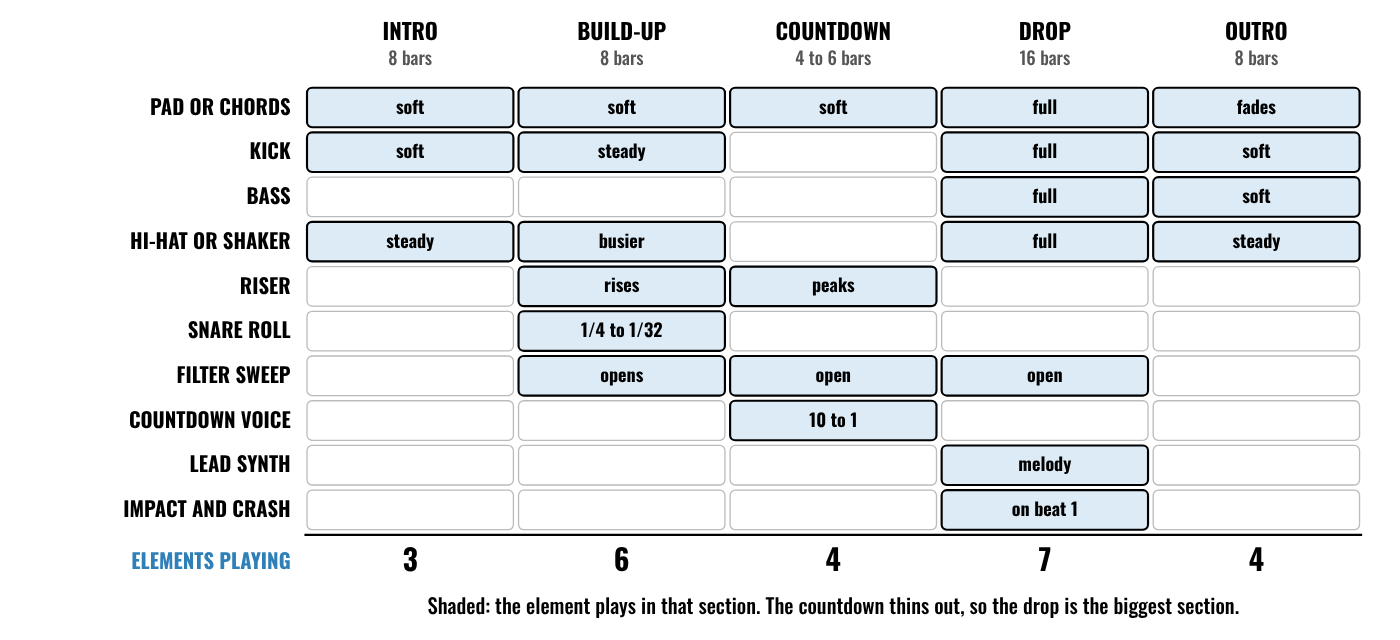 INTRO BUILD-UP COUNTDOWN DROP OUTRO
8 bars 8 bars 4 to 6 bars 16 bars 8 bars
PAD OR CHORDS soft soft soft full fades
KICK soft steady full soft
BASS full soft
HI-HAT OR SHAKER steady busier full steady
RISER rises peaks
SNARE ROLL 1/4 to 1/32
FILTER SWEEP opens open open
COUNTDOWN VOICE 10 to 1
LEAD SYNTH melody
IMPACT AND CRASH on beat 1
ELEMENTS PLAYING 3 6 4 7 4
Shaded: the element plays in that section. The countdown thins out, so the drop is the biggest section.